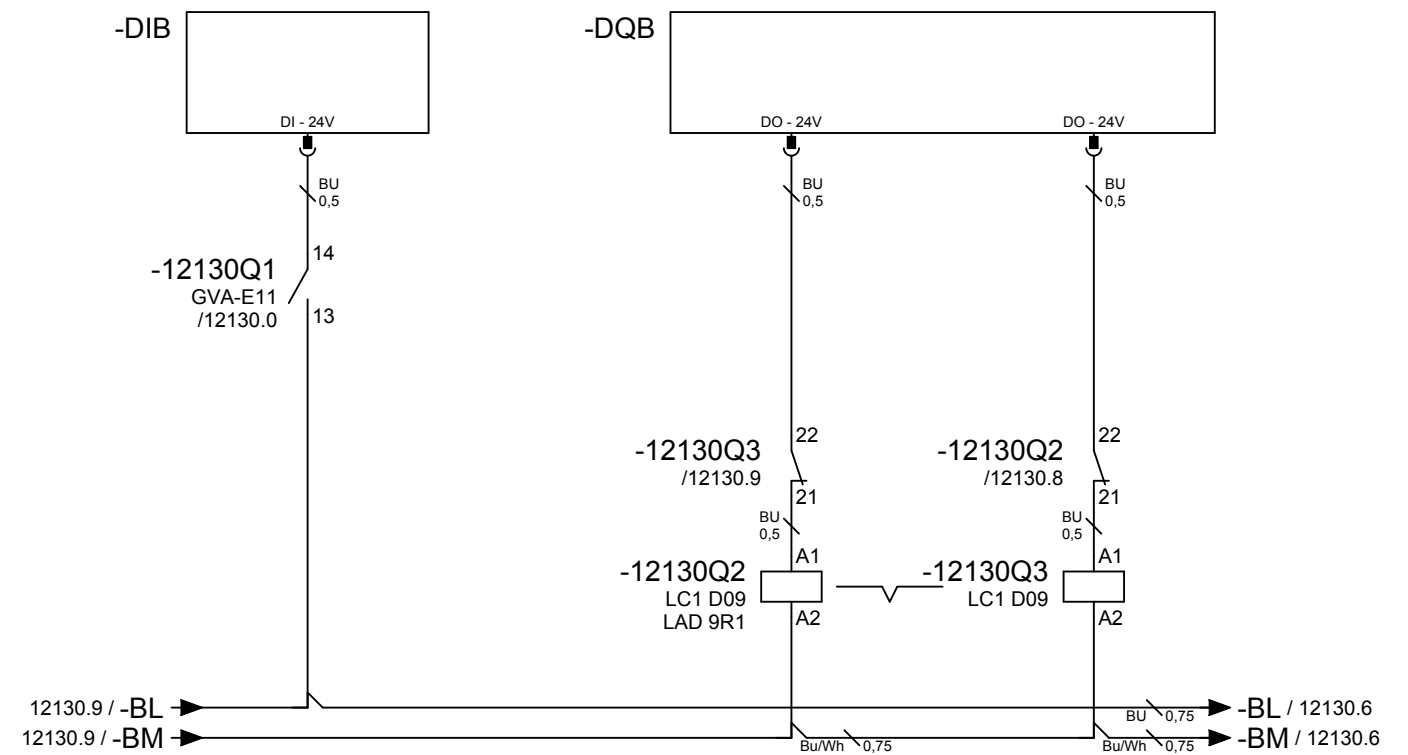 -DIB
-DQB
DI - 24V
DO - 24V
DO - 24V
BU
0,5
BU
0,5
BU
0,5
14
-12130Q1
GVA-E11
/12130.0
13
22
-12130Q3
/12130.9
21
22
-12130Q2
/12130.8
21
BU
0,5
BU
0,5
A1
-12130Q2
LC1 D09
LAD 9R1
A2
A1
-12130Q3
LC1 D09
A2
12130.9 / -BL
BU 0,75
-BL / 12130.6
12130.9 / -BM
Bu/Wh 0,75
Bu/Wh 0,75
-BM / 12130.6